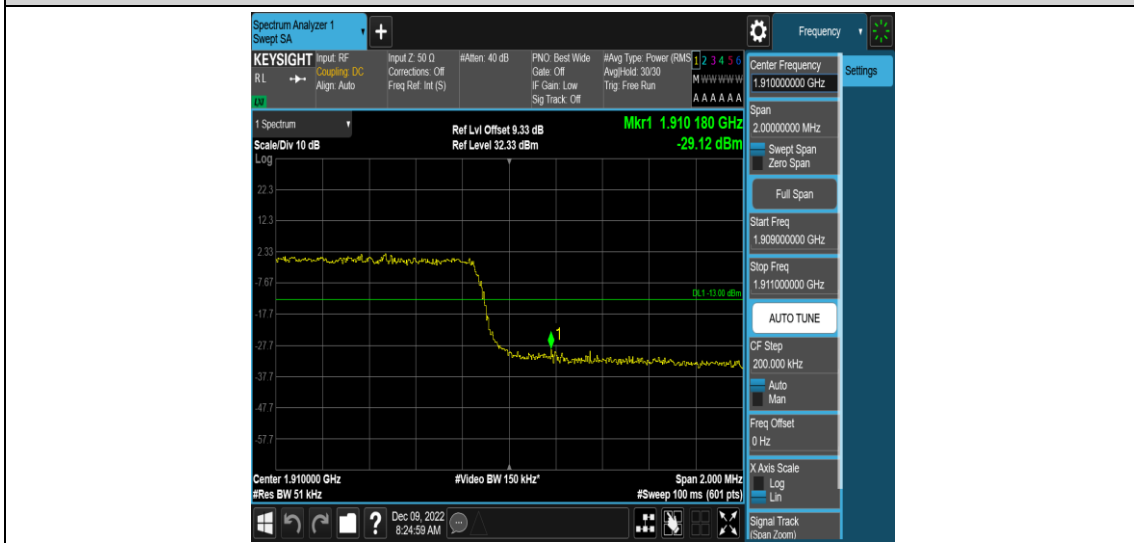 Spectrum Analyzer 1
Swept SA
+
Frequency
KEYSIGHT
Input: RF
Input Z: 50 Ω
#Atten: 40 dB
PNO: Best Wide
#Avg Type: Power (RMS
1 2 3 4 5 6
RL
Coupling: DC
Corrections: Off
Gate: Off
Avg|Hold: 30/30
M W W W W W
Align: Auto
Freq Ref: Int (S)
IF Gain: Low
Trig: Free Run
Sig Track: Off
A A A A A A
LXI
1 Spectrum
Ref Lvl Offset 9.33 dB
Mkr1 1.910 180 GHz
Scale/Div 10 dB
Ref Level 32.33 dBm
-29.12 dBm
Log
22.3
12.3
2.33
-7.67
DL1 -13.00 dBm
-17.7
-27.7
1
-37.7
-47.7
-57.7
Center 1.910000 GHz
#Video BW 150 kHz*
Span 2.000 MHz
#Res BW 51 kHz
#Sweep 100 ms (601 pts)
?
Dec 09, 2022
8:24:59 AM
Center Frequency
1.910000000 GHz
Settings
Span
2.00000000 MHz
Swept Span
Zero Span
Full Span
Start Freq
1.909000000 GHz
Stop Freq
1.911000000 GHz
AUTO TUNE
CF Step
200.000 kHz
Auto
Man
Freq Offset
0 Hz
X Axis Scale
Log
Lin
Signal Track
(Span Zoom)